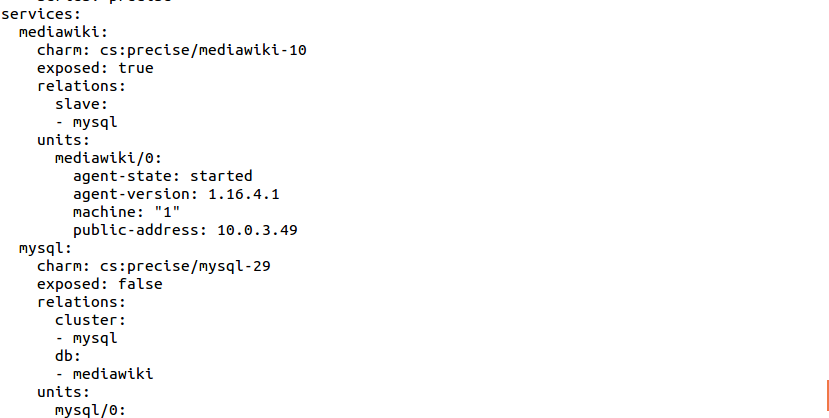 services:
  mediawiki:
    charm: cs:precise/mediawiki-10
    exposed: true
    relations:
      slave:
      - mysql
    units:
      mediawiki/0:
        agent-state: started
        agent-version: 1.16.4.1
        machine: "1"
        public-address: 10.0.3.49
  mysql:
    charm: cs:precise/mysql-29
    exposed: false
    relations:
      cluster:
      - mysql
      db:
      - mediawiki
    units:
      mysql/0: